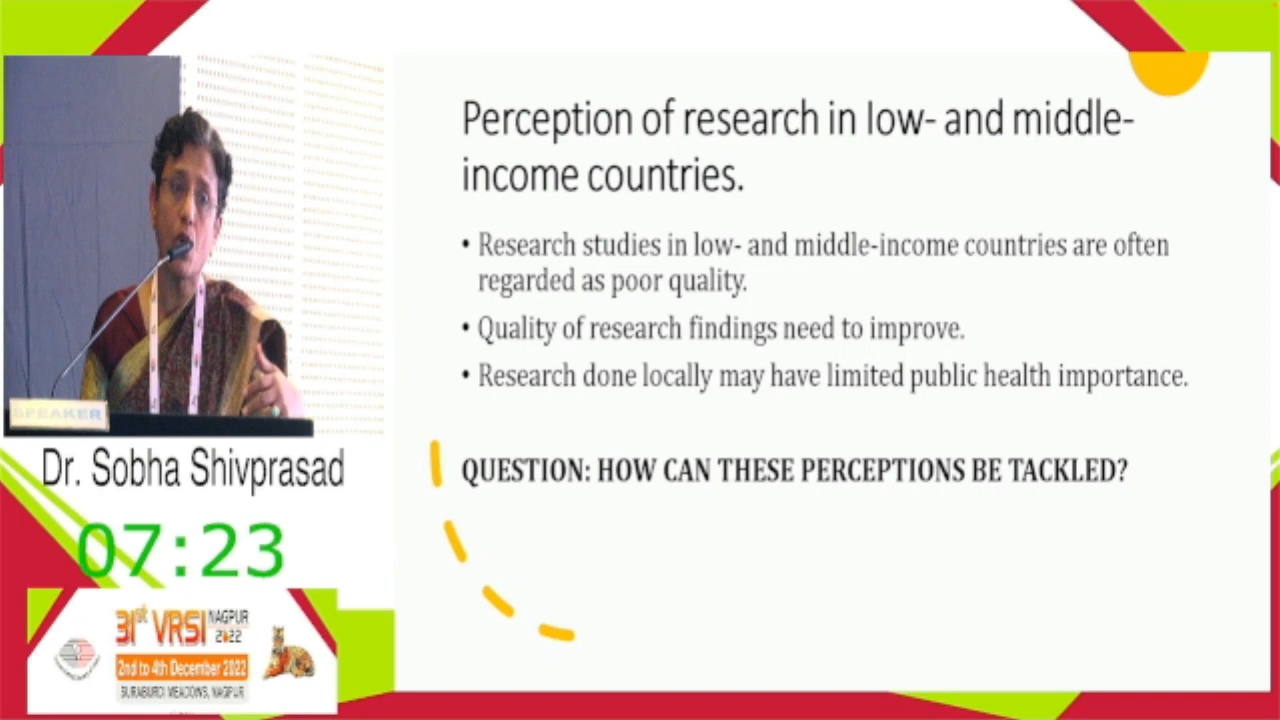 Perception of research in low- and middle-
income countries.
• Research studies in low- and middle-income countries are often
regarded as poor quality.
• Quality of research findings need to improve.
• Research done locally may have limited public health importance.
QUESTION: HOW CAN THESE PERCEPTIONS BE TACKLED?
SPEAKER
Dr. Sobha Shivprasad
07:23
31st VRSI NAGPUR
2022
2nd to 4th December 2022
SURABURDI MEADOWS, NAGPUR